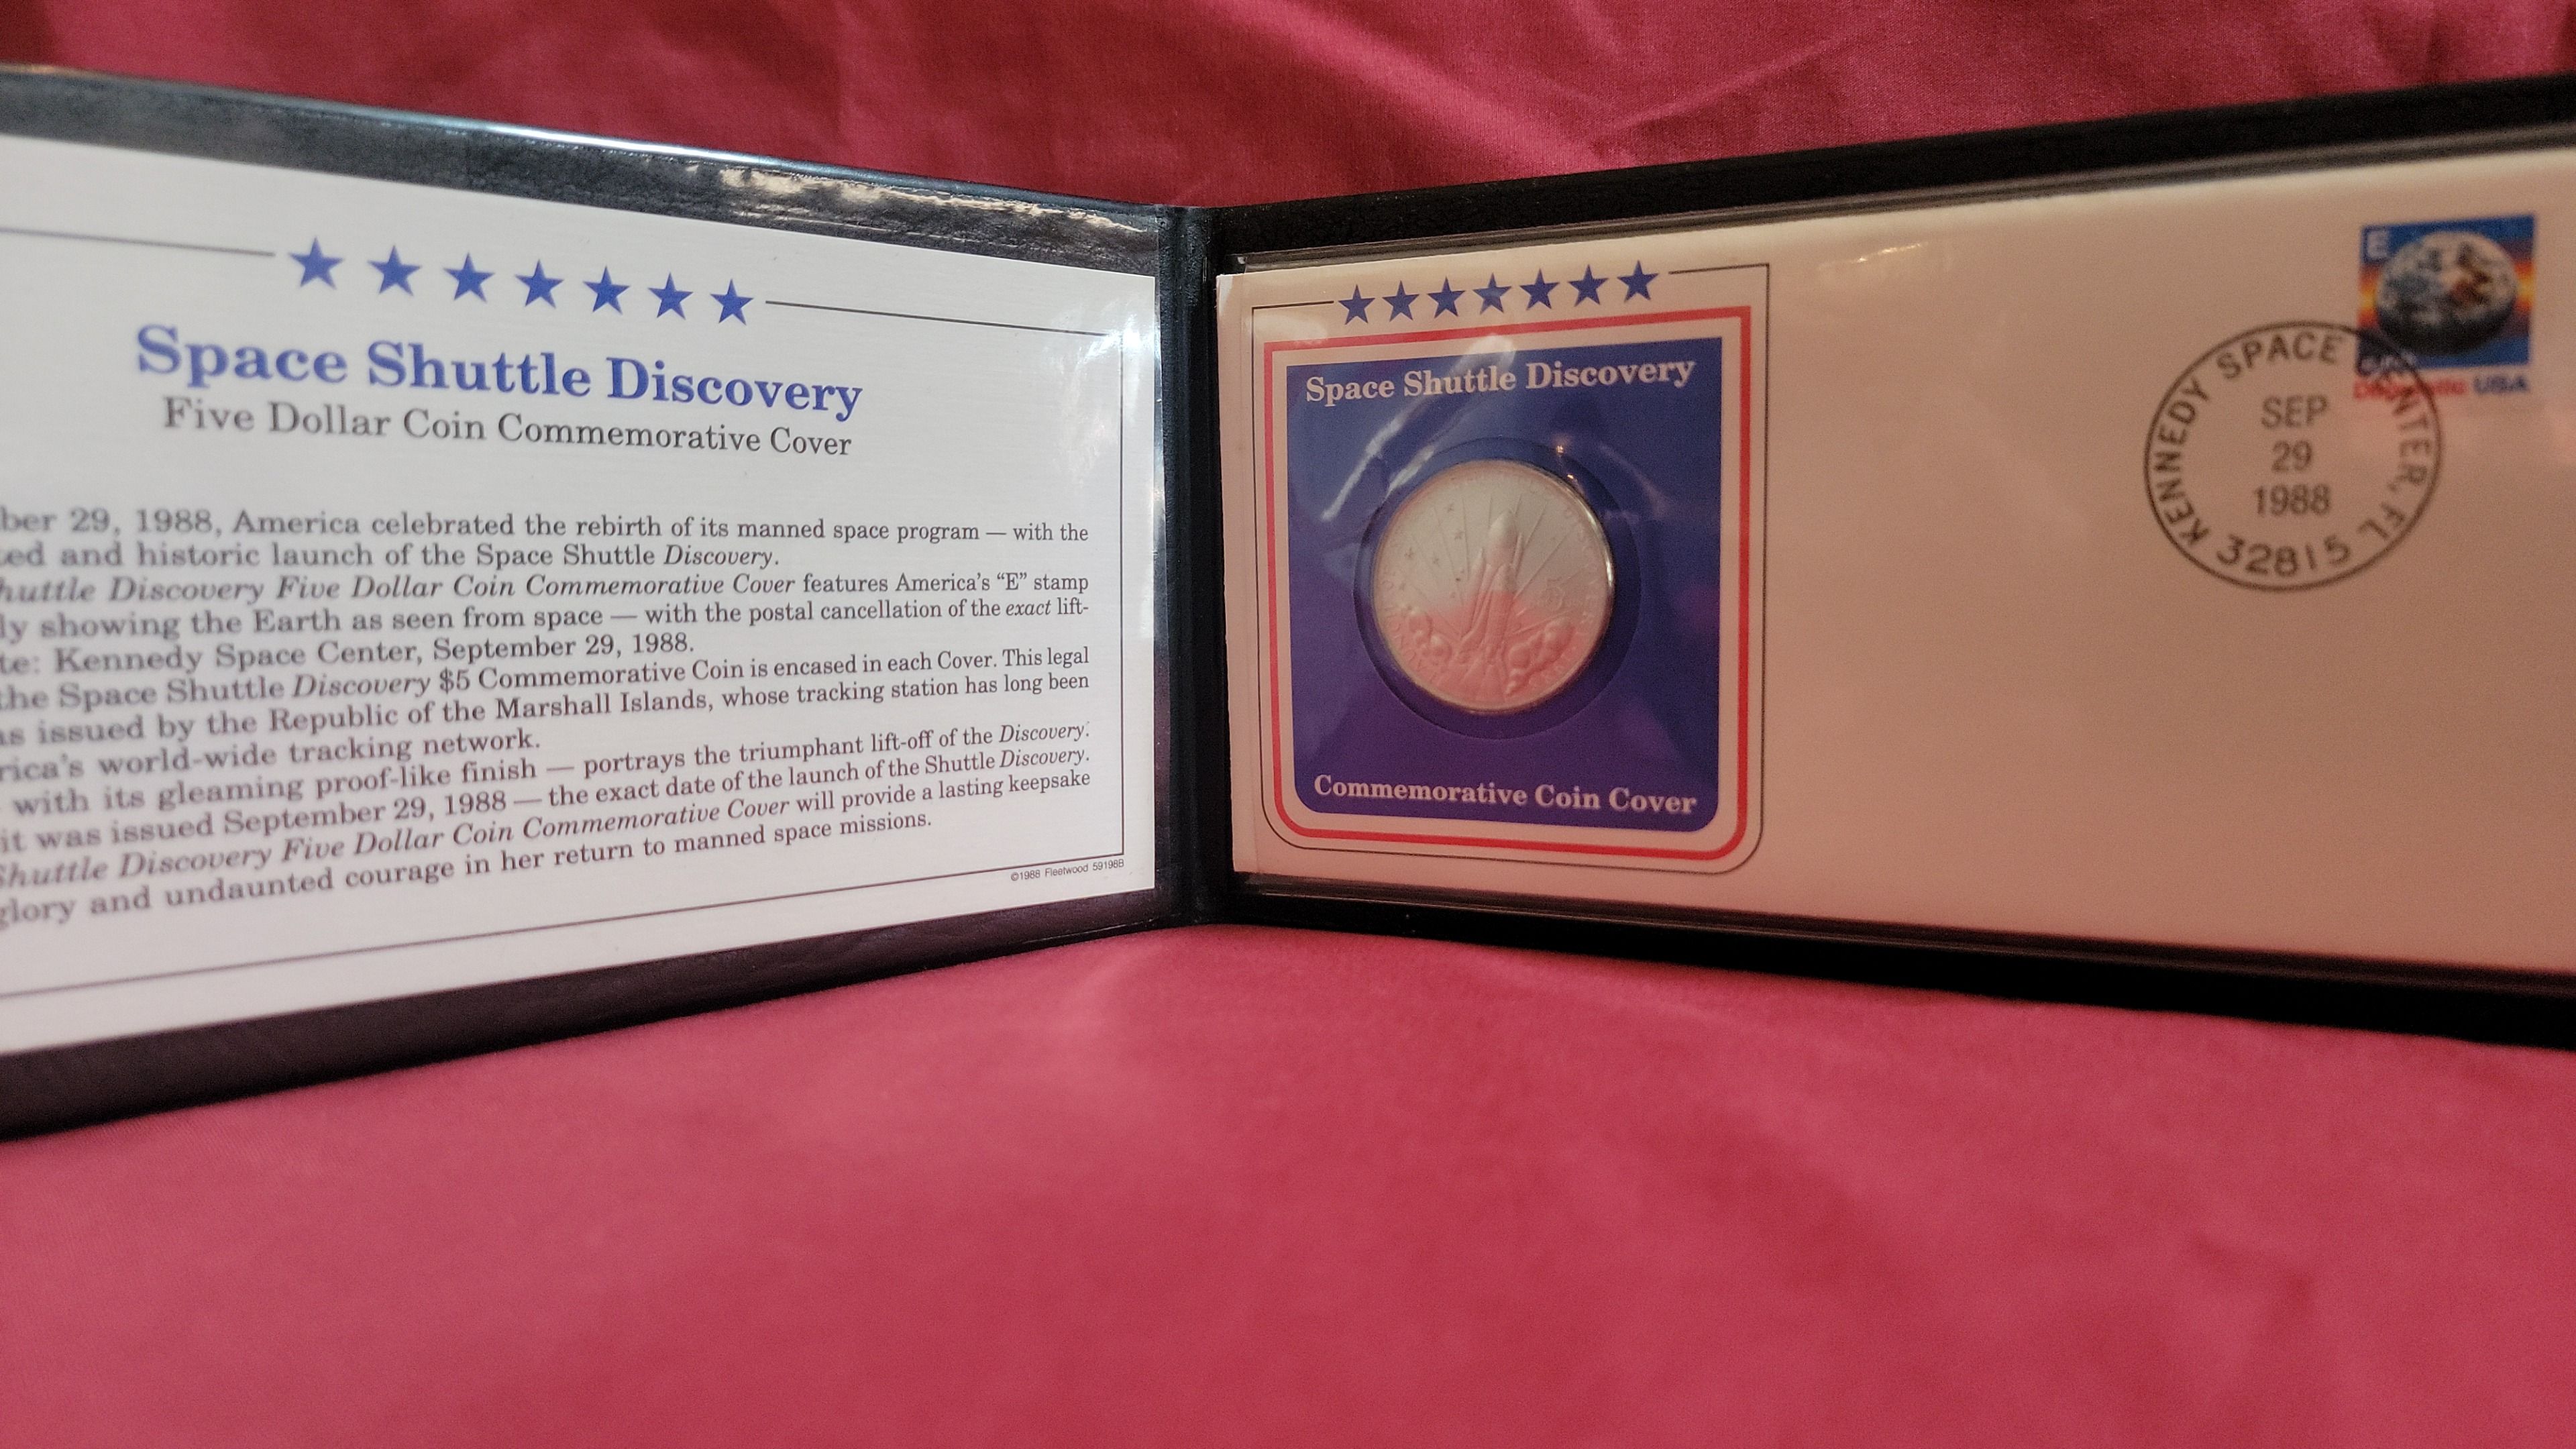 Space Shuttle Discovery
Five Dollar Coin Commemorative Cover
ber 29, 1988, America celebrated the rebirth of its manned space program — with the
ed and historic launch of the Space Shuttle Discovery.
huttle Discovery Five Dollar Coin Commemorative Cover features America's "E" stamp
ly showing the Earth as seen from space — with the postal cancellation of the exact lift-
te: Kennedy Space Center, September 29, 1988.
the Space Shuttle Discovery $5 Commemorative Coin is encased in each Cover. This legal
as issued by the Republic of the Marshall Islands, whose tracking station has long been
rica's world-wide tracking network.
with its gleaming proof-like finish — portrays the triumphant lift-off of the Discovery.
it was issued September 29, 1988 — the exact date of the launch of the Shuttle Discovery.
Shuttle Discovery Five Dollar Coin Commemorative Cover will provide a lasting keepsake
glory and undaunted courage in her return to manned space missions.
©1988 Fleetwood 59198B
Space Shuttle Discovery
Commemorative Coin Cover
E
USA
KENNEDY SPACE NTER, FL
SEP
29
1988
32815